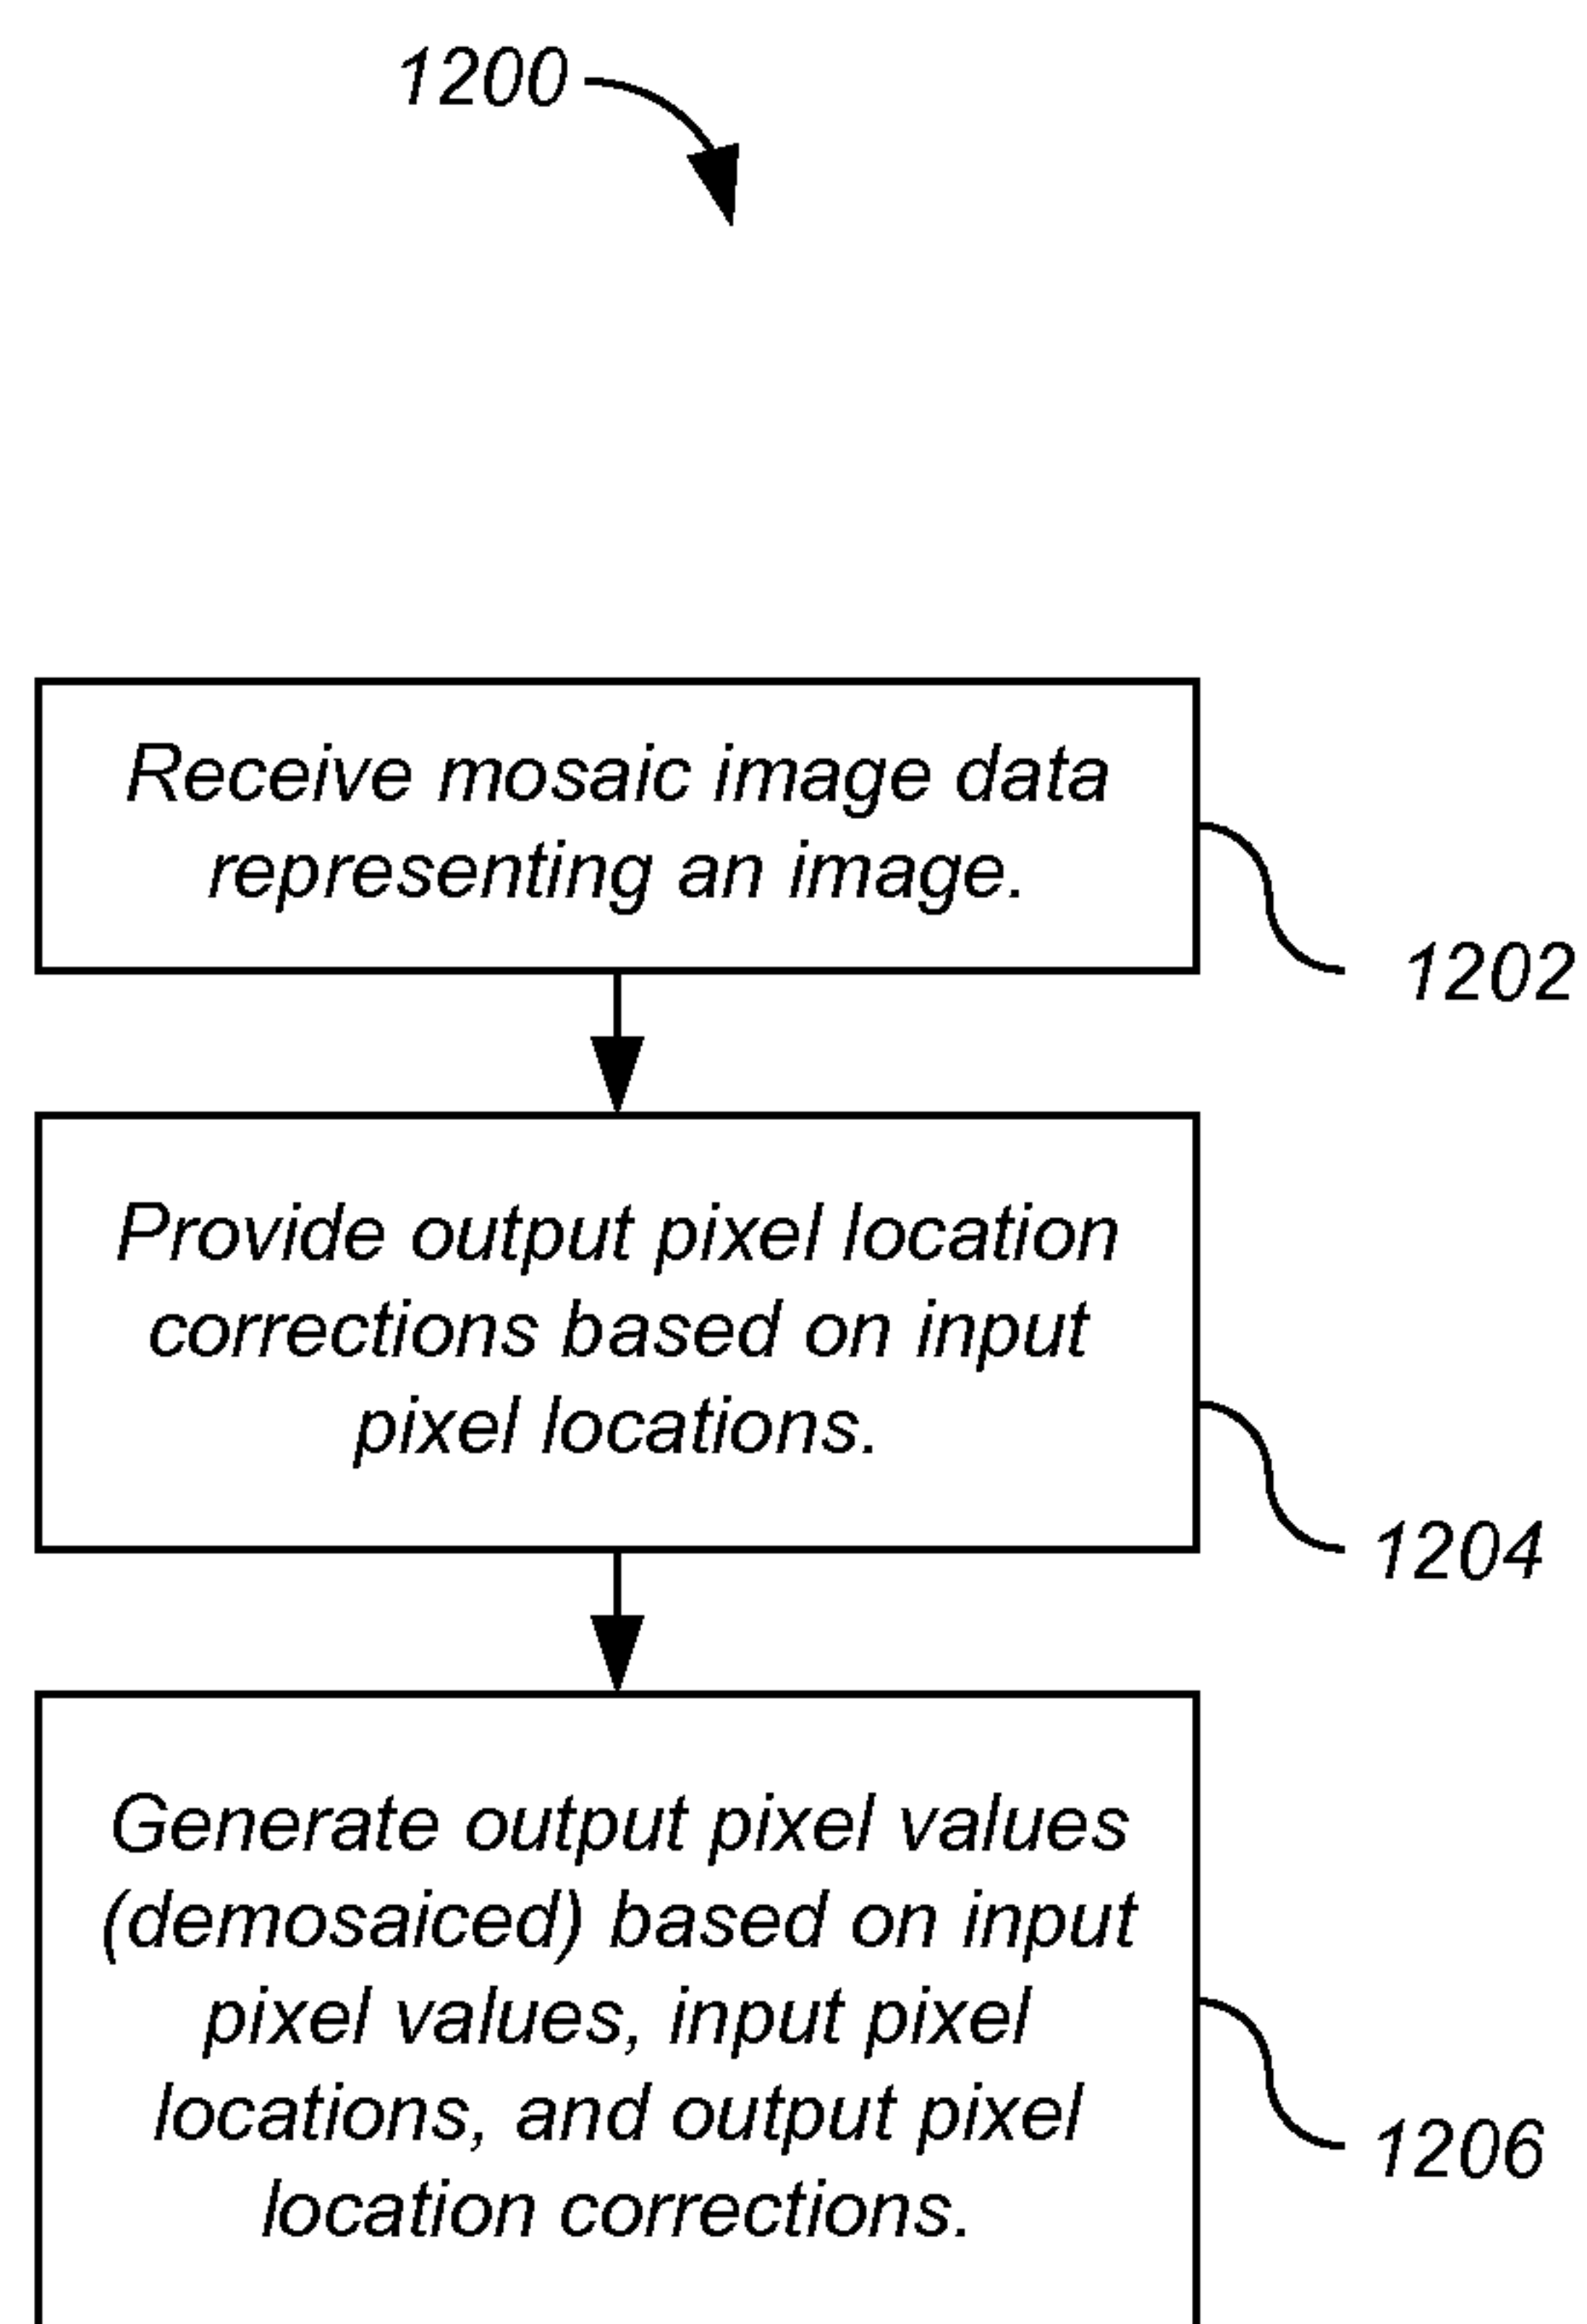 1200
Receive mosaic image data
representing an image.
1202
Provide output pixel location
corrections based on input
pixel locations.
1204
Generate output pixel values
(demosaiced) based on input
pixel values, input pixel
locations, and output pixel
location corrections.
1206